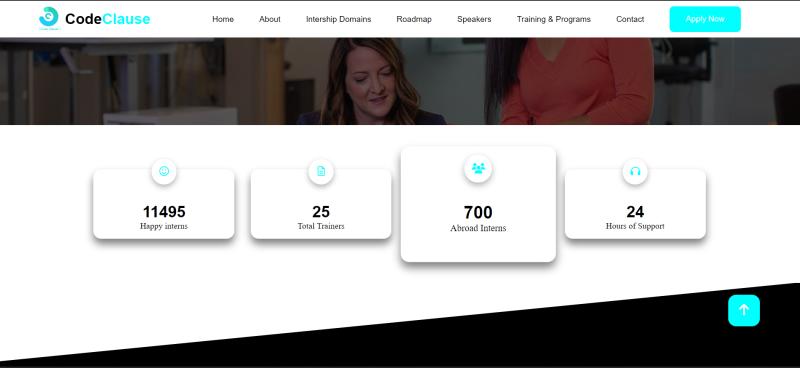 CodeClause
Home About Intership Domains Roadmap Speakers Training & Programs Contact Apply Now
11495
Happy interns
25
Total Trainers
700
Abroad Interns
24
Hours of Support